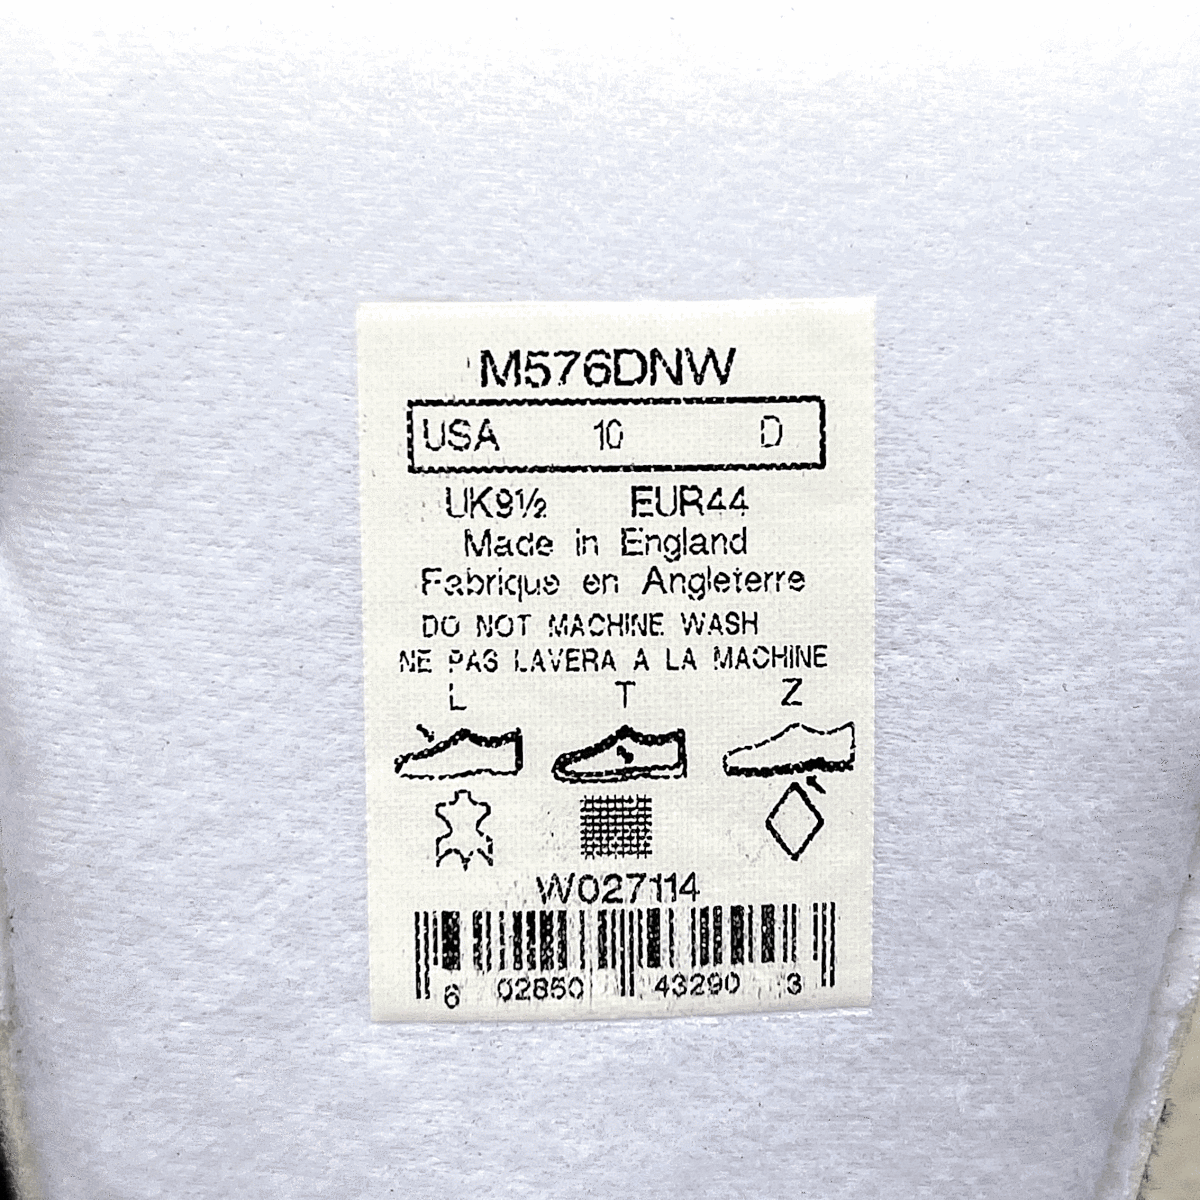 M576DNW
USA 10 D
UK9½ EUR44
Made in England
Fabrique en Angleterre
DO NOT MACHINE WASH
NE PAS LAVERA A LA MACHINE
L T Z
W027114
6 02850 43290 3